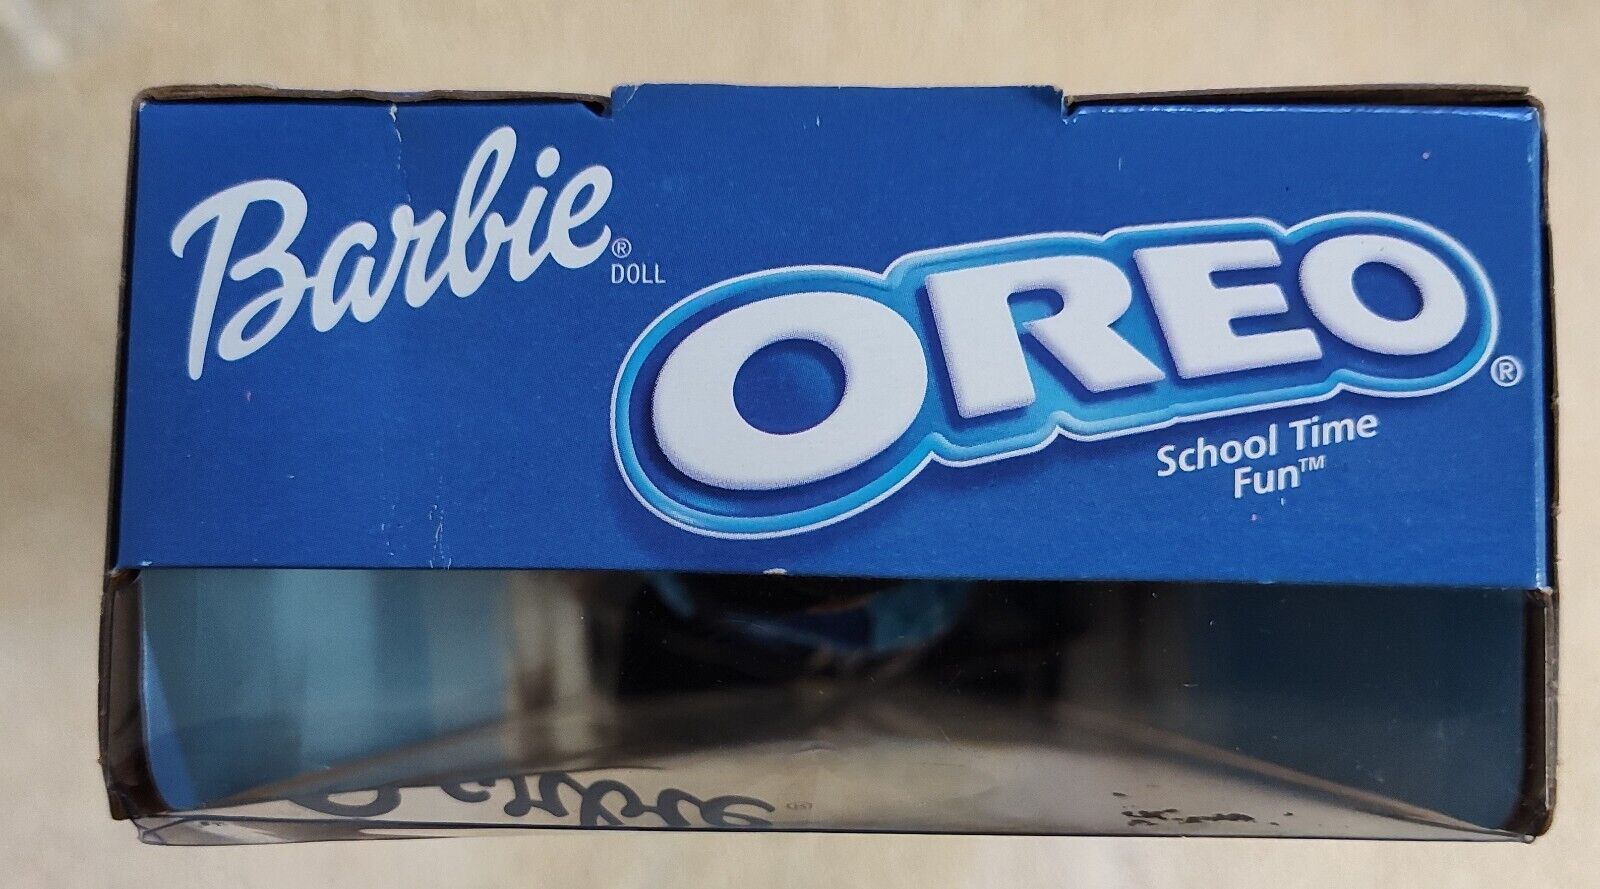 Barbie®
DOLL
OREO®
School Time
Fun™